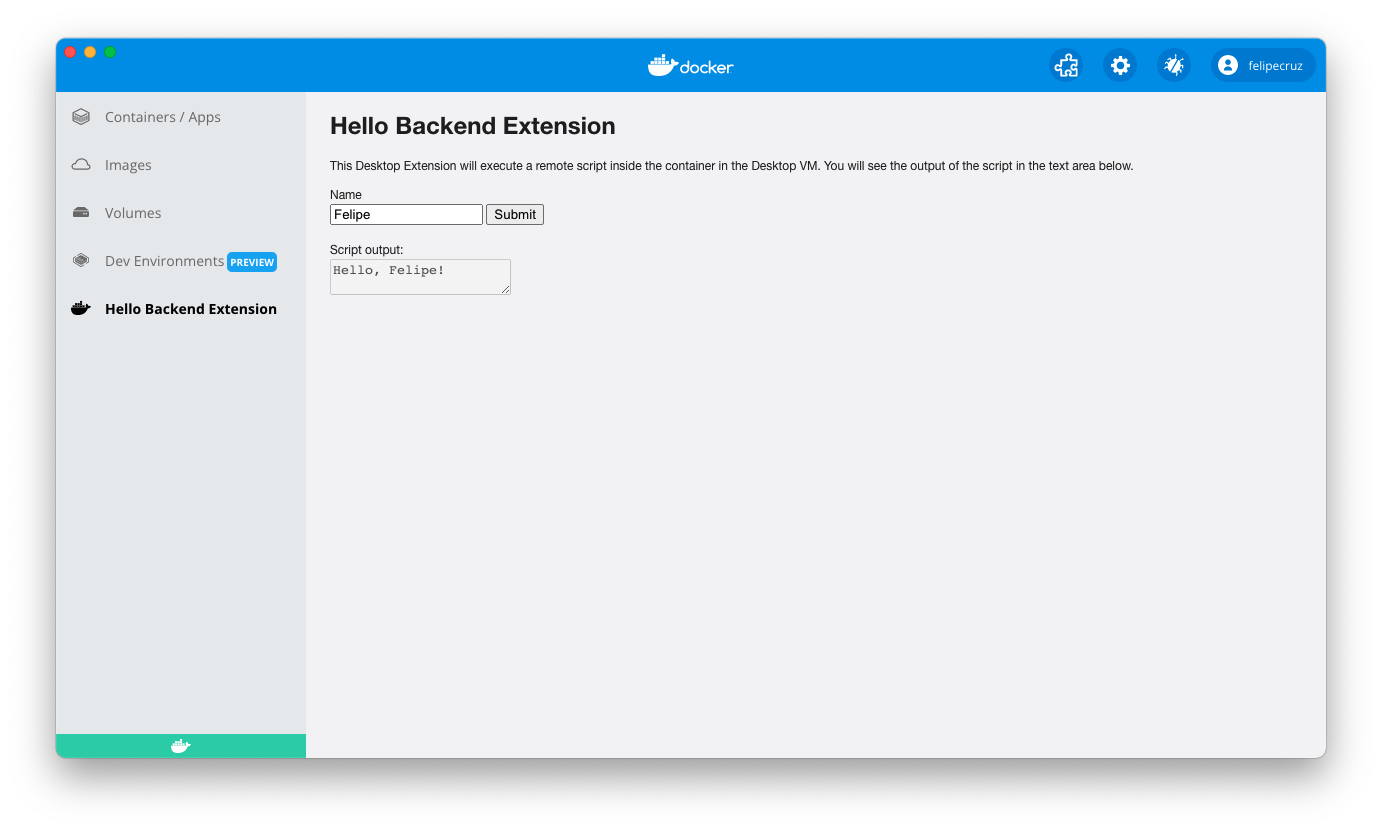 docker
felipecruz
Containers / Apps
Images
Volumes
Dev Environments PREVIEW
Hello Backend Extension
Hello Backend Extension
This Desktop Extension will execute a remote script inside the container in the Desktop VM. You will see the output of the script in the text area below.
Name
Felipe Submit
Script output:
Hello, Felipe!